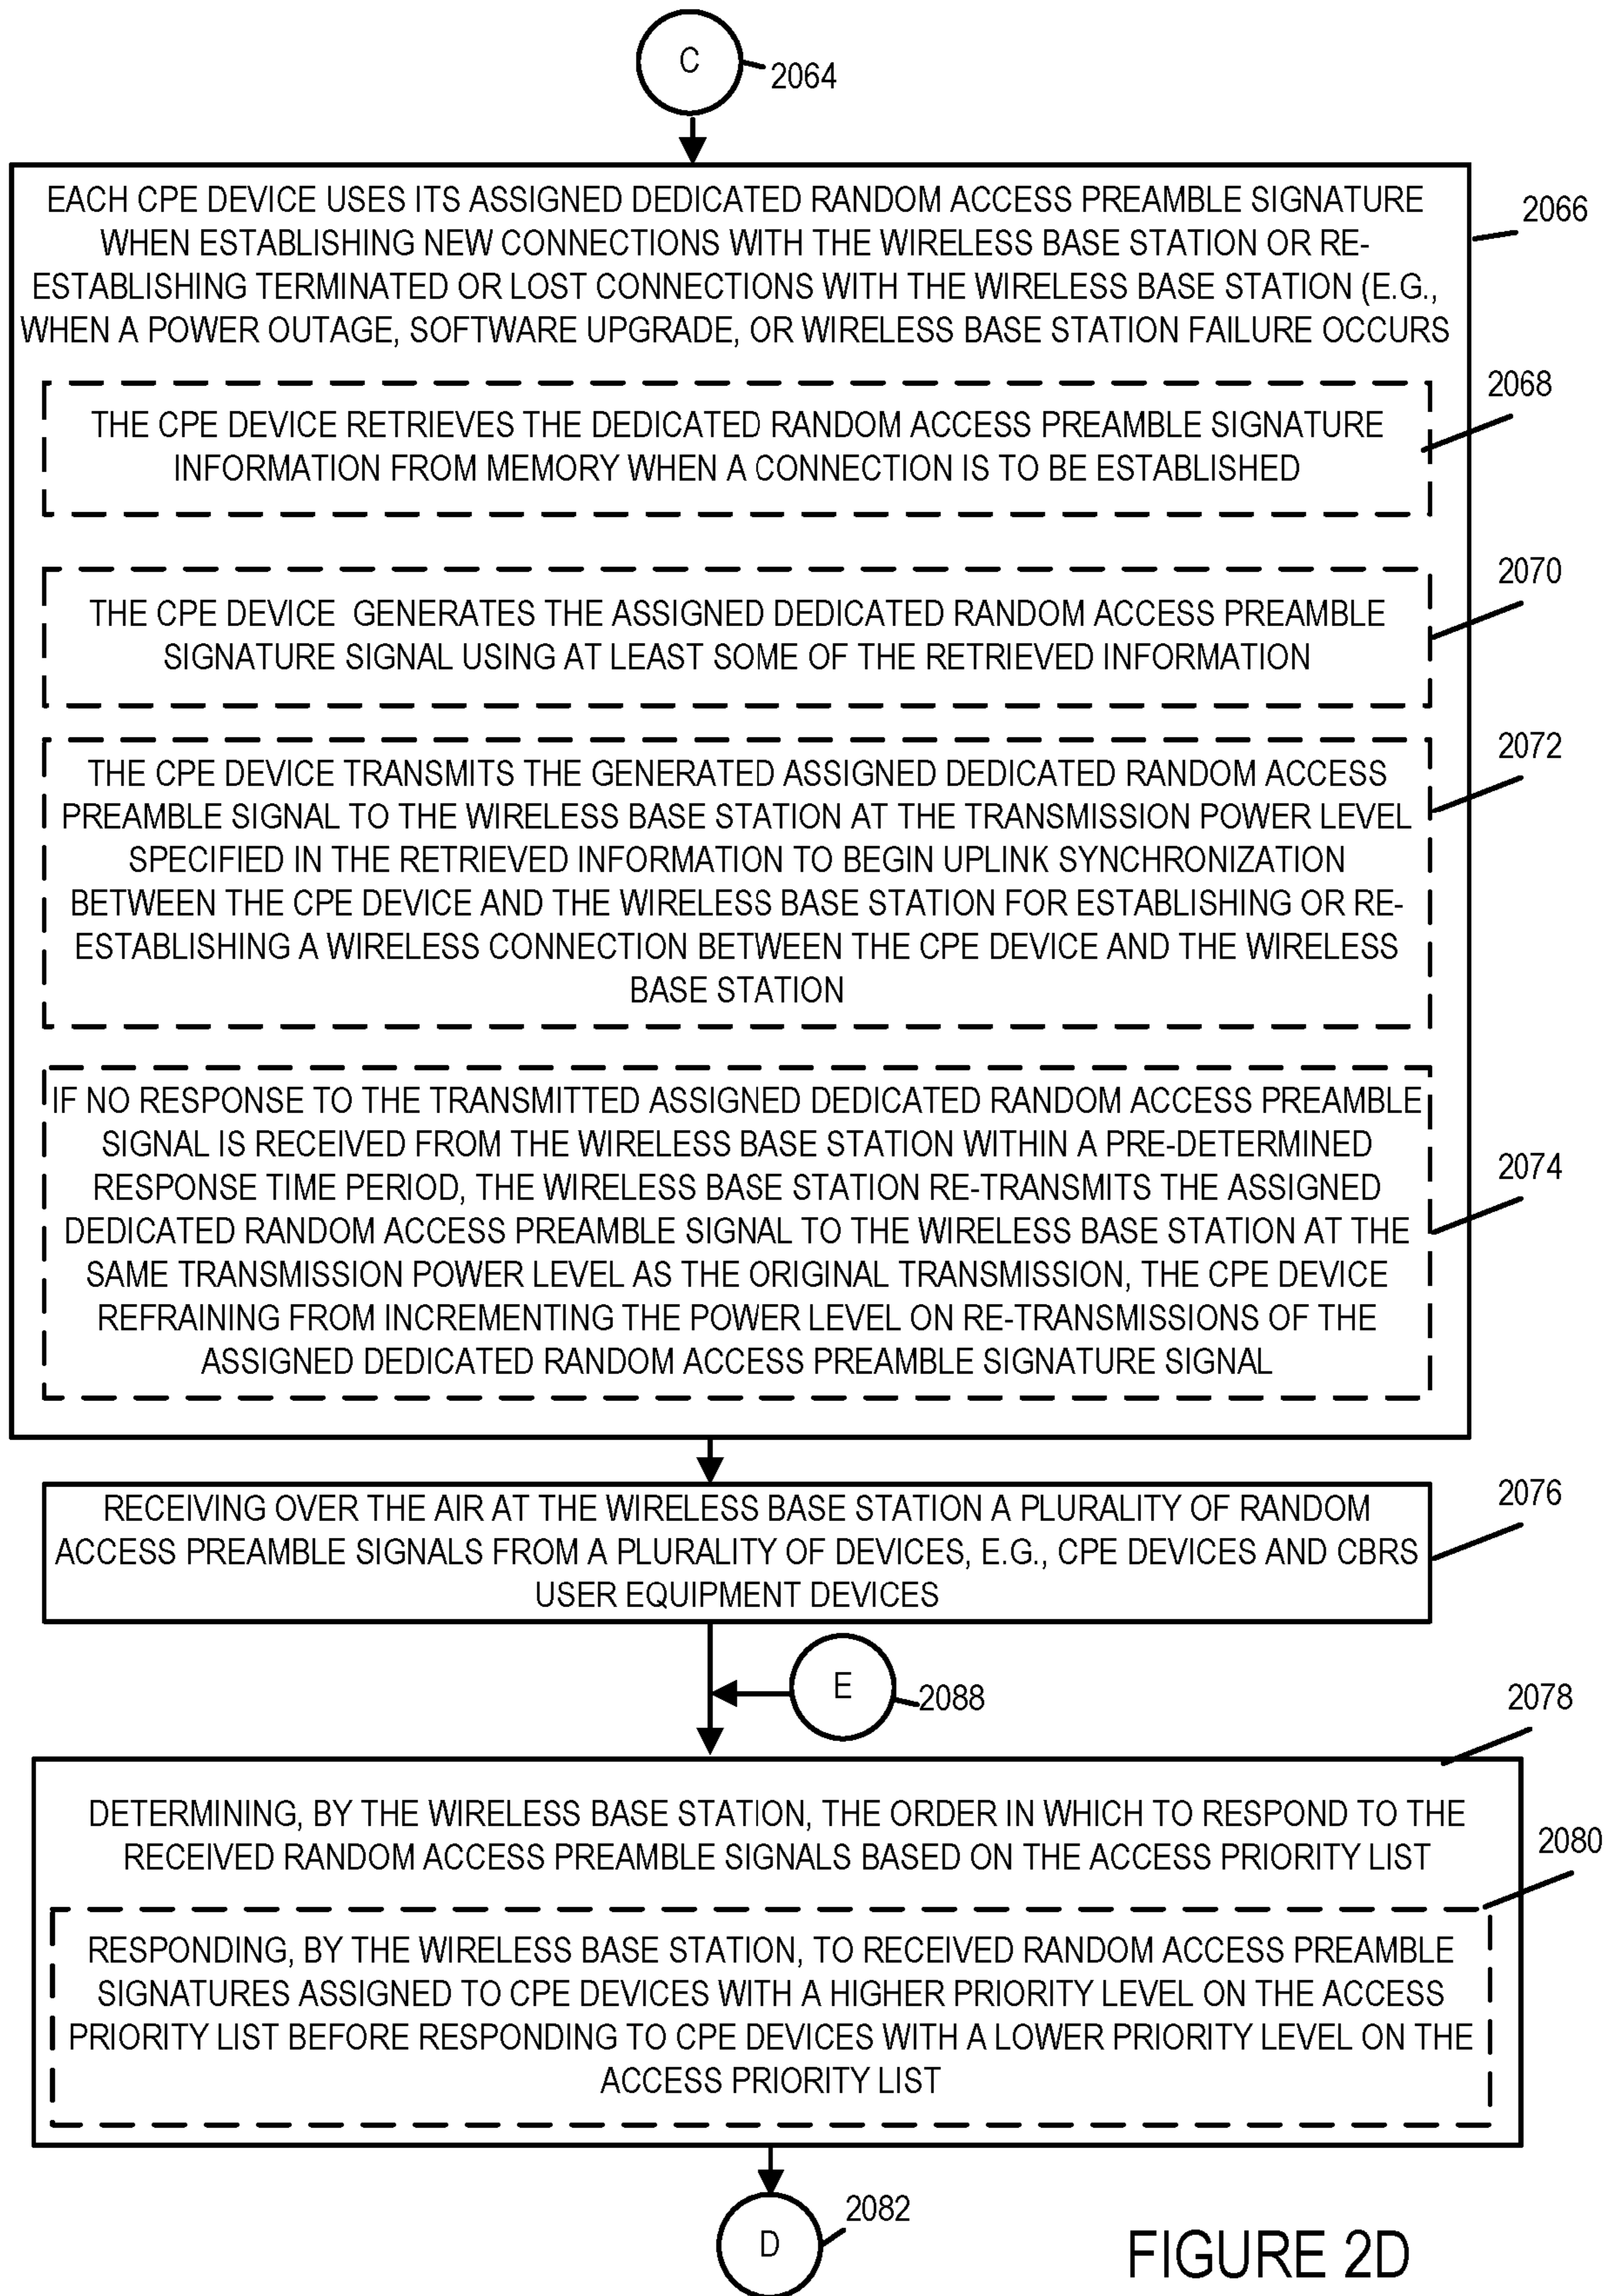 C
2064
EACH CPE DEVICE USES ITS ASSIGNED DEDICATED RANDOM ACCESS PREAMBLE SIGNATURE
WHEN ESTABLISHING NEW CONNECTIONS WITH THE WIRELESS BASE STATION OR RE-
ESTABLISHING TERMINATED OR LOST CONNECTIONS WITH THE WIRELESS BASE STATION (E.G.,
WHEN A POWER OUTAGE, SOFTWARE UPGRADE, OR WIRELESS BASE STATION FAILURE OCCURS
2066
THE CPE DEVICE RETRIEVES THE DEDICATED RANDOM ACCESS PREAMBLE SIGNATURE
INFORMATION FROM MEMORY WHEN A CONNECTION IS TO BE ESTABLISHED
2068
THE CPE DEVICE GENERATES THE ASSIGNED DEDICATED RANDOM ACCESS PREAMBLE
SIGNATURE SIGNAL USING AT LEAST SOME OF THE RETRIEVED INFORMATION
2070
THE CPE DEVICE TRANSMITS THE GENERATED ASSIGNED DEDICATED RANDOM ACCESS
PREAMBLE SIGNAL TO THE WIRELESS BASE STATION AT THE TRANSMISSION POWER LEVEL
SPECIFIED IN THE RETRIEVED INFORMATION TO BEGIN UPLINK SYNCHRONIZATION
BETWEEN THE CPE DEVICE AND THE WIRELESS BASE STATION FOR ESTABLISHING OR RE-
ESTABLISHING A WIRELESS CONNECTION BETWEEN THE CPE DEVICE AND THE WIRELESS
BASE STATION
2072
IF NO RESPONSE TO THE TRANSMITTED ASSIGNED DEDICATED RANDOM ACCESS PREAMBLE
SIGNAL IS RECEIVED FROM THE WIRELESS BASE STATION WITHIN A PRE-DETERMINED
RESPONSE TIME PERIOD, THE WIRELESS BASE STATION RE-TRANSMITS THE ASSIGNED
DEDICATED RANDOM ACCESS PREAMBLE SIGNAL TO THE WIRELESS BASE STATION AT THE
SAME TRANSMISSION POWER LEVEL AS THE ORIGINAL TRANSMISSION, THE CPE DEVICE
REFRAINING FROM INCREMENTING THE POWER LEVEL ON RE-TRANSMISSIONS OF THE
ASSIGNED DEDICATED RANDOM ACCESS PREAMBLE SIGNATURE SIGNAL
2074
RECEIVING OVER THE AIR AT THE WIRELESS BASE STATION A PLURALITY OF RANDOM
ACCESS PREAMBLE SIGNALS FROM A PLURALITY OF DEVICES, E.G., CPE DEVICES AND CBRS
USER EQUIPMENT DEVICES
2076
E
2088
2078
DETERMINING, BY THE WIRELESS BASE STATION, THE ORDER IN WHICH TO RESPOND TO THE
RECEIVED RANDOM ACCESS PREAMBLE SIGNALS BASED ON THE ACCESS PRIORITY LIST
2080
RESPONDING, BY THE WIRELESS BASE STATION, TO RECEIVED RANDOM ACCESS PREAMBLE
SIGNATURES ASSIGNED TO CPE DEVICES WITH A HIGHER PRIORITY LEVEL ON THE ACCESS
PRIORITY LIST BEFORE RESPONDING TO CPE DEVICES WITH A LOWER PRIORITY LEVEL ON THE
ACCESS PRIORITY LIST
D
2082
FIGURE 2D